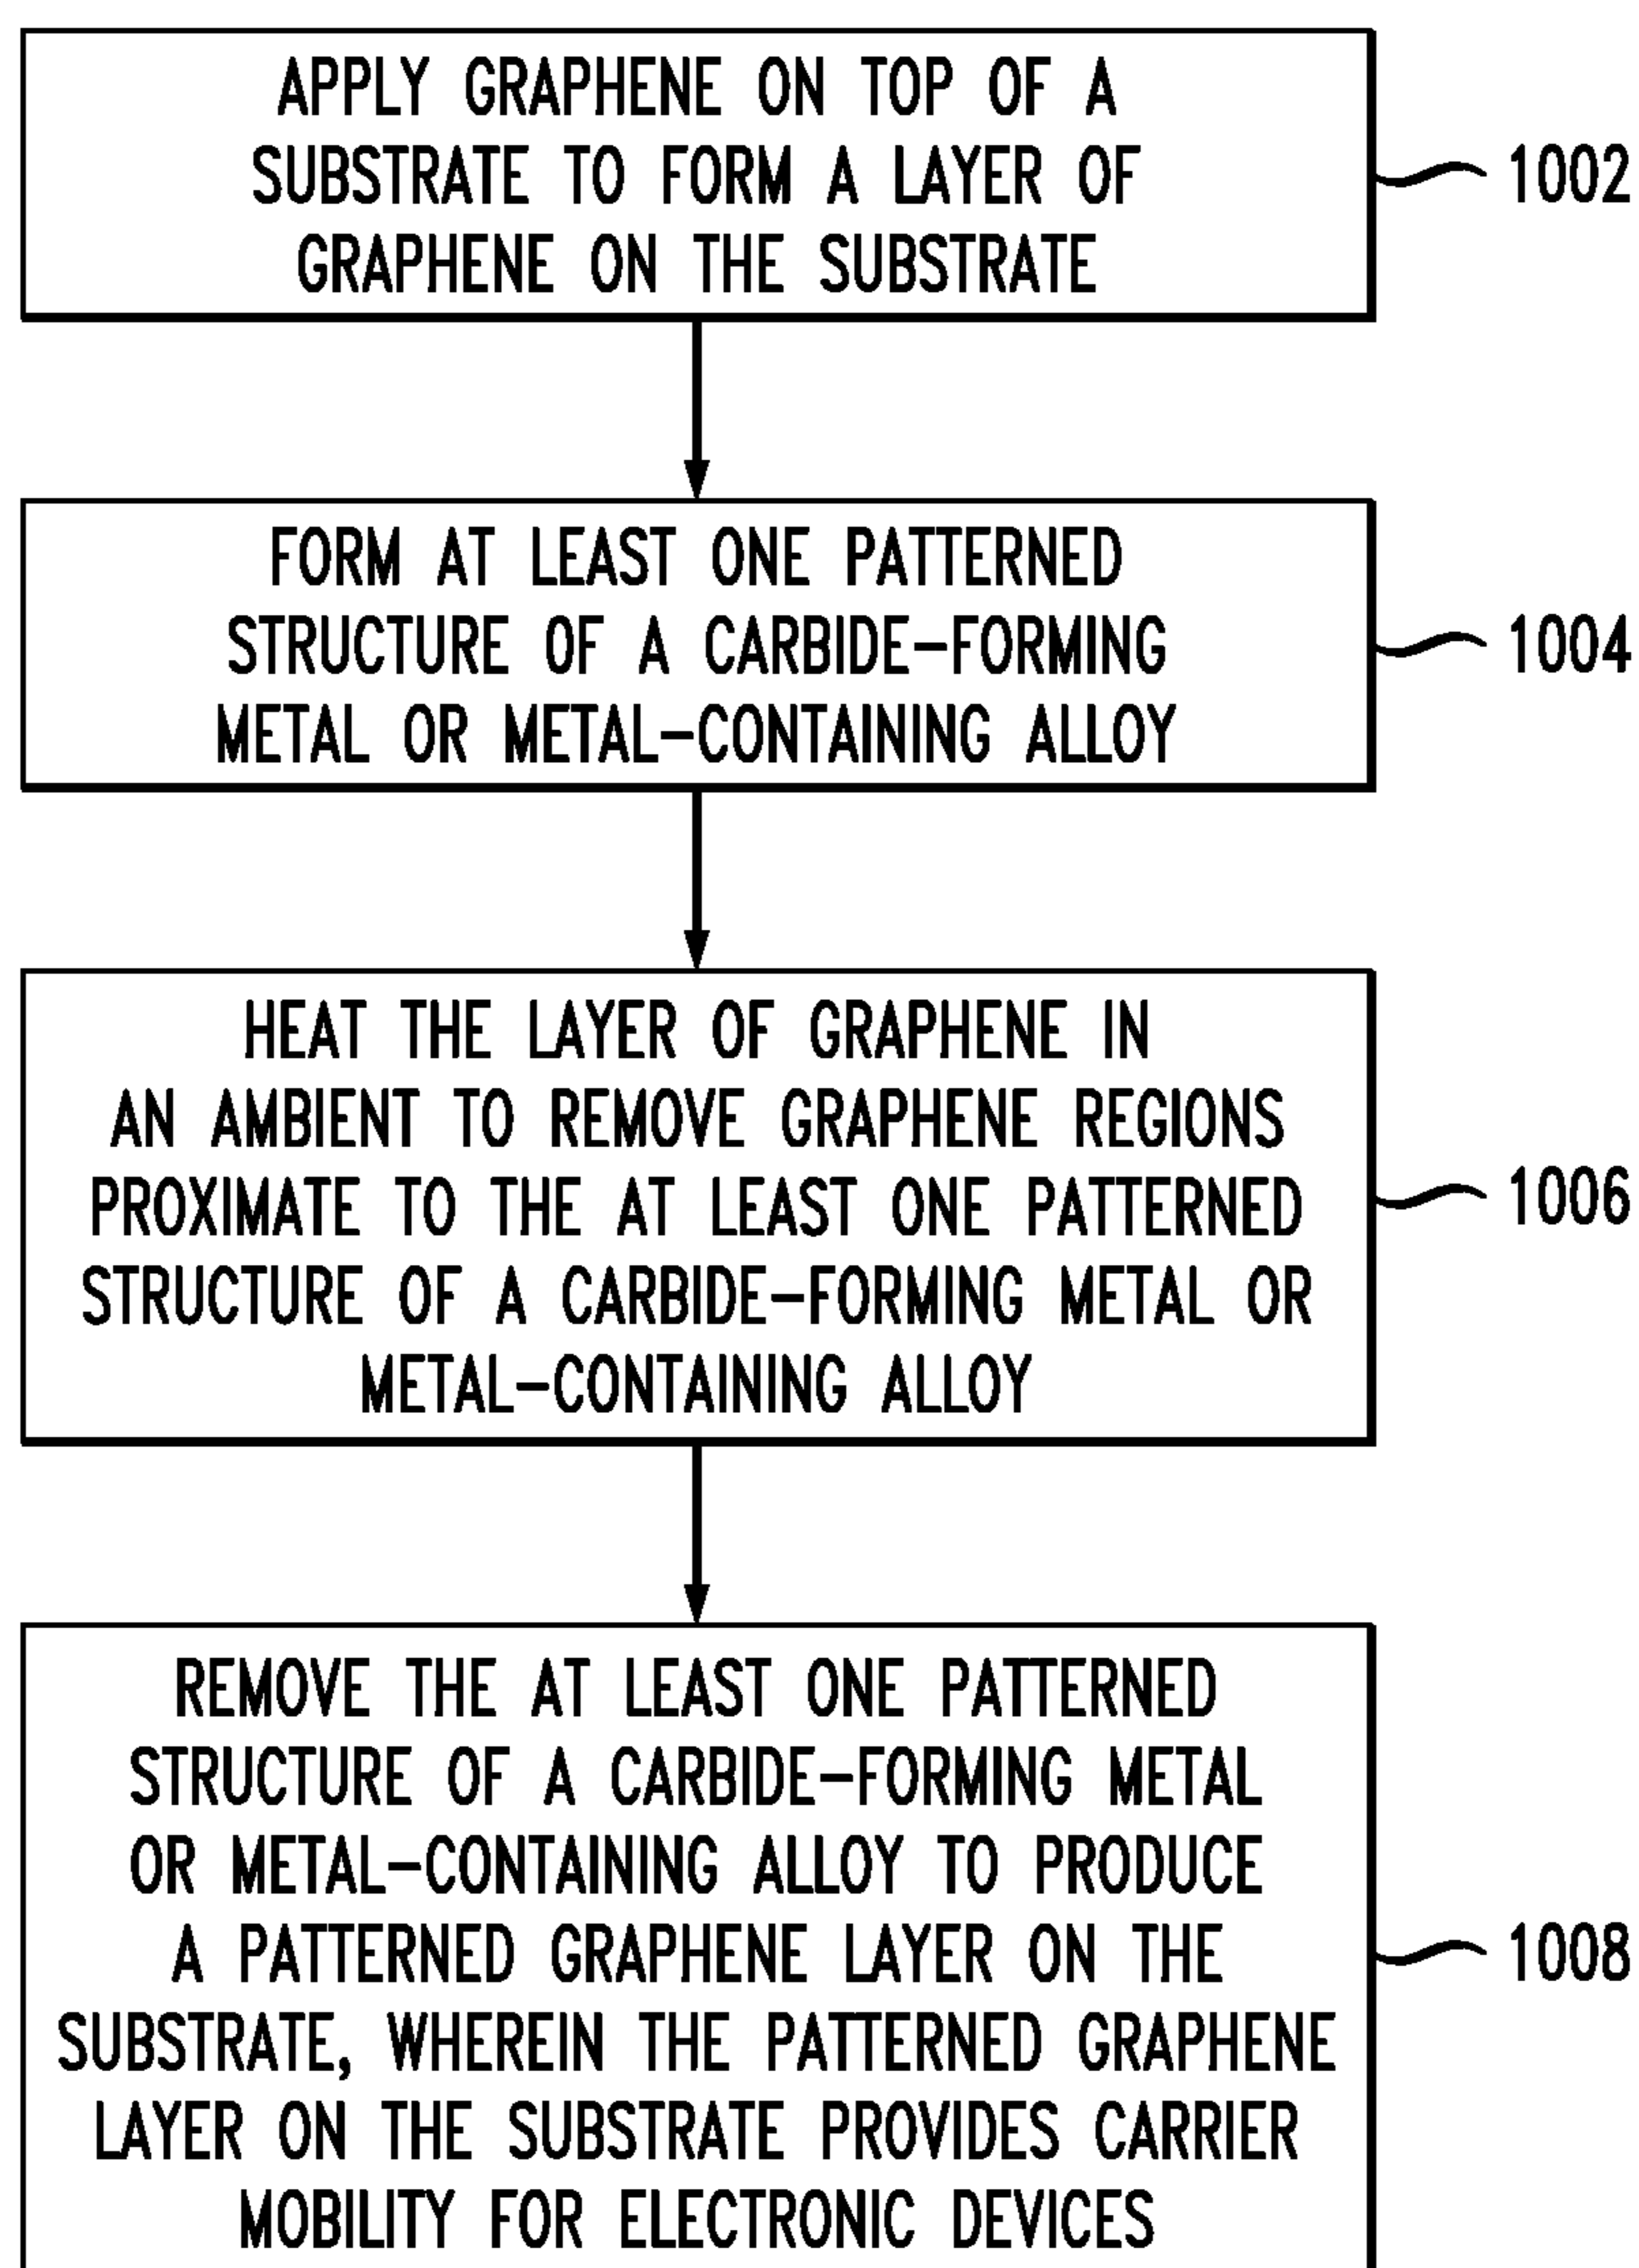 APPLY GRAPHENE ON TOP OF A
SUBSTRATE TO FORM A LAYER OF
GRAPHENE ON THE SUBSTRATE
1002
FORM AT LEAST ONE PATTERNED
STRUCTURE OF A CARBIDE-FORMING
METAL OR METAL-CONTAINING ALLOY
1004
HEAT THE LAYER OF GRAPHENE IN
AN AMBIENT TO REMOVE GRAPHENE REGIONS
PROXIMATE TO THE AT LEAST ONE PATTERNED
STRUCTURE OF A CARBIDE-FORMING METAL OR
METAL-CONTAINING ALLOY
1006
REMOVE THE AT LEAST ONE PATTERNED
STRUCTURE OF A CARBIDE-FORMING METAL
OR METAL-CONTAINING ALLOY TO PRODUCE
A PATTERNED GRAPHENE LAYER ON THE
SUBSTRATE, WHEREIN THE PATTERNED GRAPHENE
LAYER ON THE SUBSTRATE PROVIDES CARRIER
MOBILITY FOR ELECTRONIC DEVICES
1008